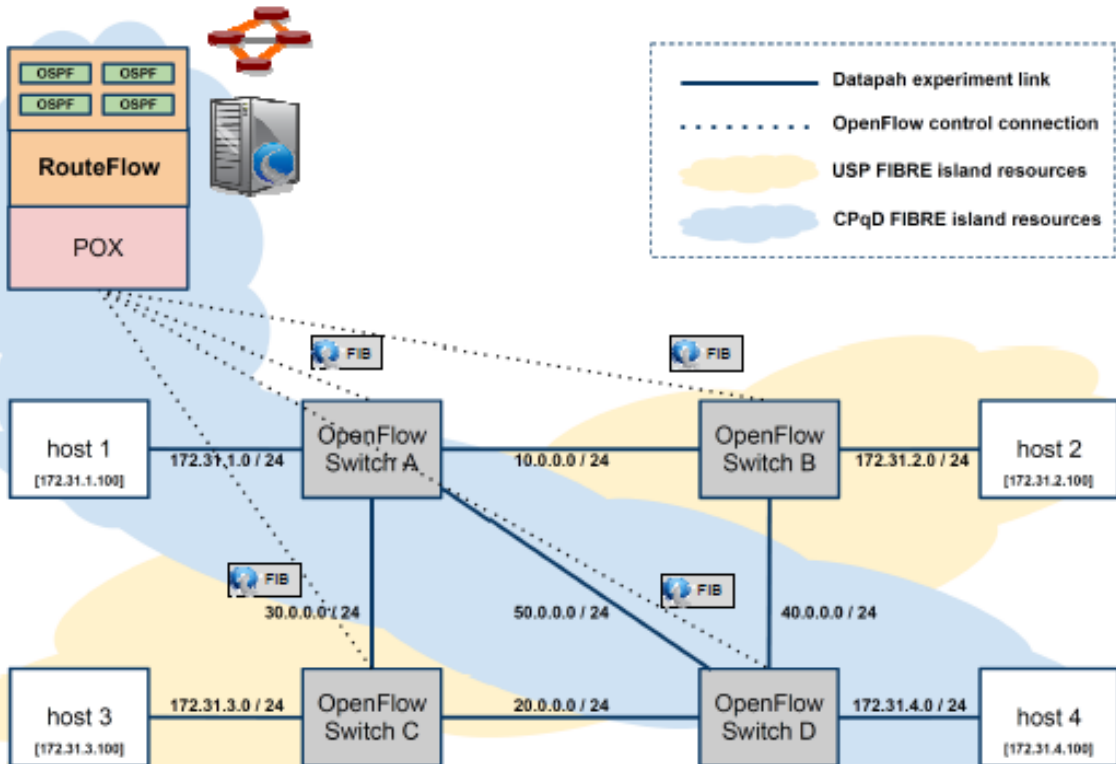 OSPF OSPF
OSPF OSPF
RouteFlow
POX
Datapah experiment link
OpenFlow control connection
USP FIBRE island resources
CPqD FIBRE island resources
FIB
FIB
host 1
[172.31.1.100]
172.31.1.0 / 24
OpenFlow
Switch A
10.0.0.0 / 24
OpenFlow
Switch B
172.31.2.0 / 24
host 2
[172.31.2.100]
FIB
FIB
30.0.0.0 / 24
50.0.0.0 / 24
40.0.0.0 / 24
host 3
[172.31.3.100]
172.31.3.0 / 24
OpenFlow
Switch C
20.0.0.0 / 24
OpenFlow
Switch D
172.31.4.0 / 24
host 4
[172.31.4.100]